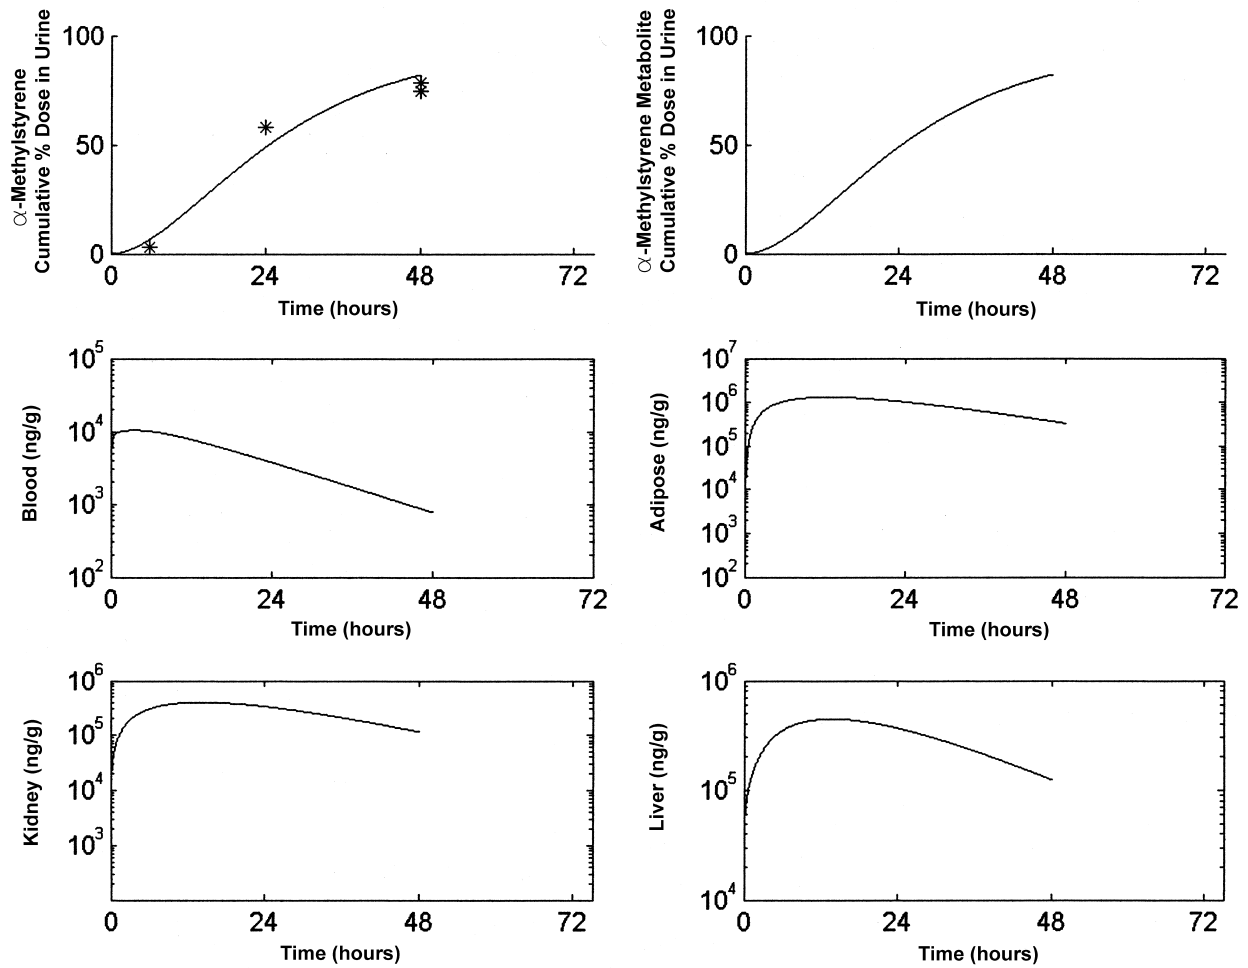 α-Methylstyrene
Cumulative % Dose in Urine
100
50
0
0 24 48 72
Time (hours)
α-Methylstyrene Metabolite
Cumulative % Dose in Urine
100
50
0
0 24 48 72
Time (hours)
Blood (ng/g)
10^5
10^4
10^3
10^2
0 24 48 72
Time (hours)
Adipose (ng/g)
10^7
10^6
10^5
10^4
10^3
10^2
0 24 48 72
Time (hours)
Kidney (ng/g)
10^6
10^5
10^4
10^3
0 24 48 72
Time (hours)
Liver (ng/g)
10^6
10^5
10^4
0 24 48 72
Time (hours)